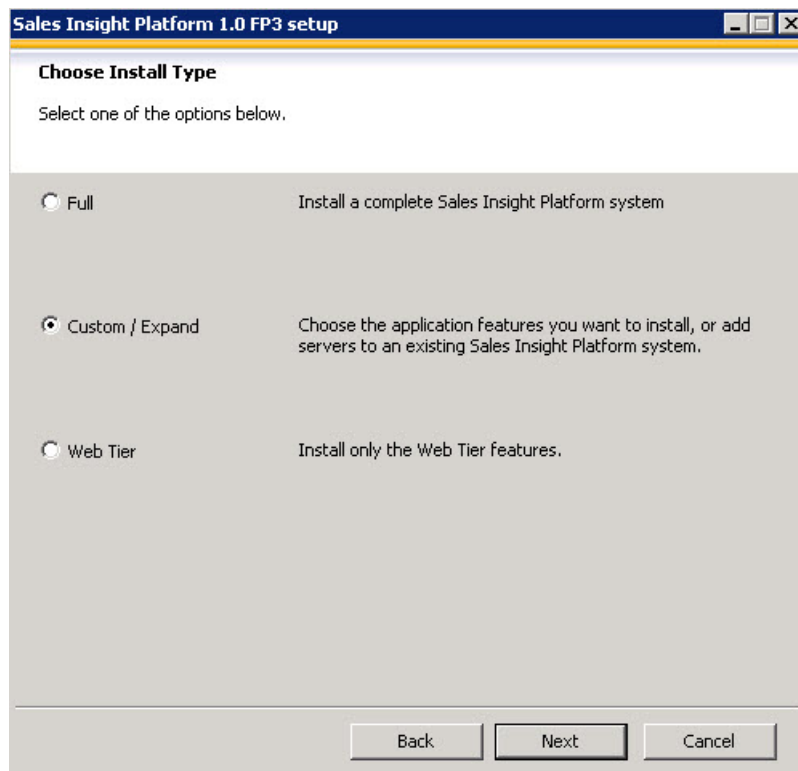 Sales Insight Platform 1.0 FP3 setup
Choose Install Type
Select one of the options below.
Full
Install a complete Sales Insight Platform system
Custom / Expand
Choose the application features you want to install, or add
servers to an existing Sales Insight Platform system.
Web Tier
Install only the Web Tier features.
Back
Next
Cancel